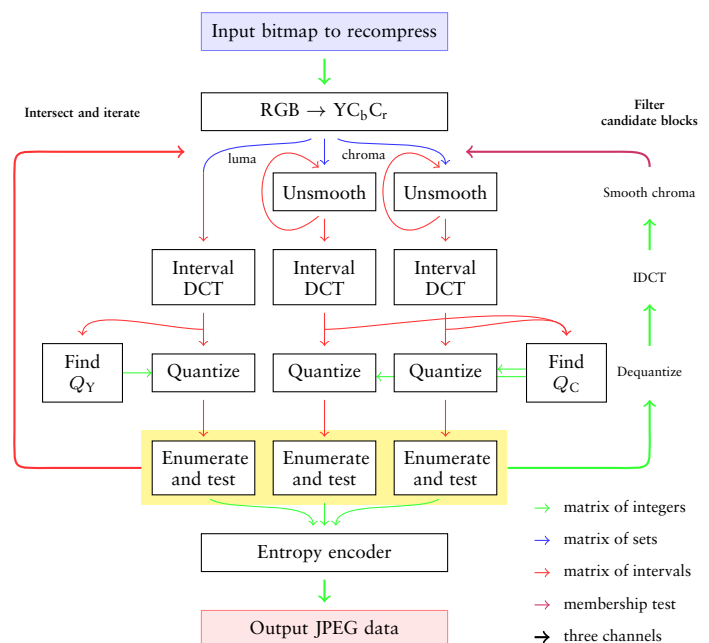 Input bitmap to recompress
Intersect and iterate
RGB → YCbCr
Filter
candidate blocks
luma
chroma
Unsmooth
Unsmooth
Smooth chroma
Interval
DCT
Interval
DCT
Interval
DCT
IDCT
Find
QY
Quantize
Quantize
Quantize
Find
QC
Dequantize
Enumerate
and test
Enumerate
and test
Enumerate
and test
Entropy encoder
Output JPEG data
matrix of integers
matrix of sets
matrix of intervals
membership test
three channels